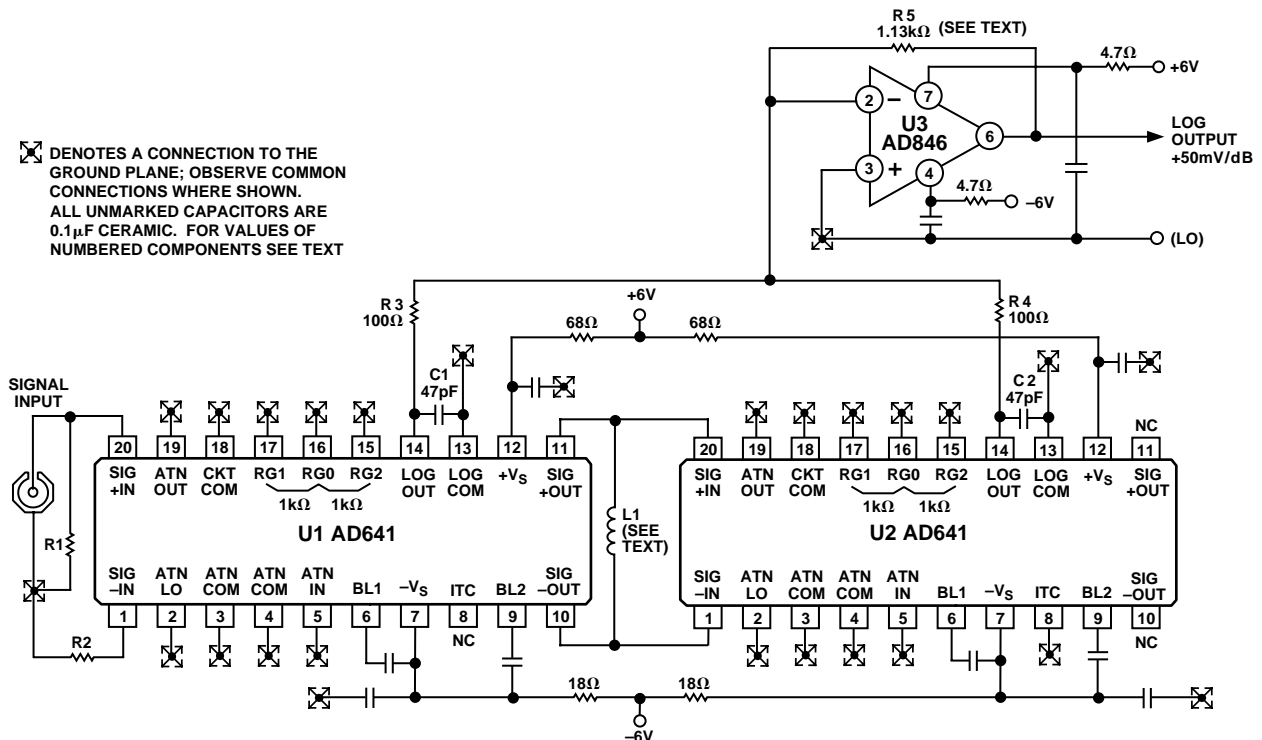 R5
1.13kΩ (SEE TEXT)
4.7Ω
+6V
2
–
7
U3
AD846
6
3
+
4
LOG
OUTPUT
+50mV/dB
4.7Ω
–6V
(LO)
DENOTES A CONNECTION TO THE
GROUND PLANE; OBSERVE COMMON
CONNECTIONS WHERE SHOWN.
ALL UNMARKED CAPACITORS ARE
0.1µF CERAMIC. FOR VALUES OF
NUMBERED COMPONENTS SEE TEXT
R3
100Ω
+6V
68Ω
68Ω
R4
100Ω
C1
47pF
C2
47pF
SIGNAL
INPUT
NC
20 19 18 17 16 15 14 13 12 11
SIG +IN
ATN OUT
CKT COM
RG1
RG0
RG2
LOG OUT
LOG COM
+VS
SIG +OUT
1kΩ
1kΩ
U1 AD641
R1
SIG –IN
ATN LO
ATN COM
ATN COM
ATN IN
BL1
–VS
ITC
BL2
SIG –OUT
1 2 3 4 5 6 7 8 9 10
NC
R2
L1
(SEE
TEXT)
20 19 18 17 16 15 14 13 12 11
SIG +IN
ATN OUT
CKT COM
RG1
RG0
RG2
LOG OUT
LOG COM
+VS
SIG +OUT
1kΩ
1kΩ
U2 AD641
SIG –IN
ATN LO
ATN COM
ATN COM
ATN IN
BL1
–VS
ITC
BL2
SIG –OUT
1 2 3 4 5 6 7 8 9 10
NC
18Ω
18Ω
–6V